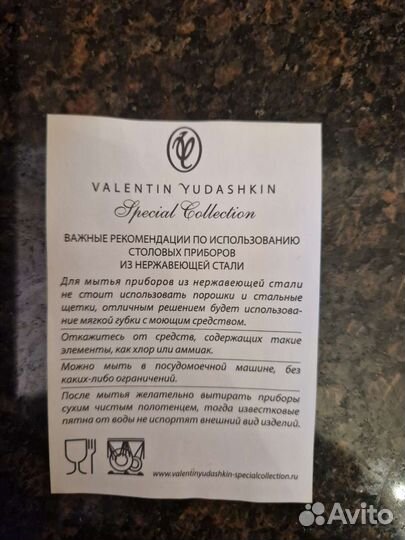 VALENTIN YUDASHKIN
Special Collection
ВАЖНЫЕ РЕКОМЕНДАЦИИ ПО ИСПОЛЬЗОВАНИЮ
СТОЛОВЫХ ПРИБОРОВ
ИЗ НЕРЖАВЕЮЩЕЙ СТАЛИ
Для мытья приборов из нержавеющей стали
не стоит использовать порошки и стальные
щетки, отличным решением будет использова-
ние мягкой губки с моющим средством.
Откажитесь от средств, содержащих такие
элементы, как хлор или аммиак.
Можно мыть в посудомоечной машине, без
каких-либо ограничений.
После мытья желательно вытирать приборы
сухим чистым полотенцем, тогда известковые
пятна от воды не испортят внешний вид изделий.
www.valentinyudashkin-specialcollection.ru
Avito